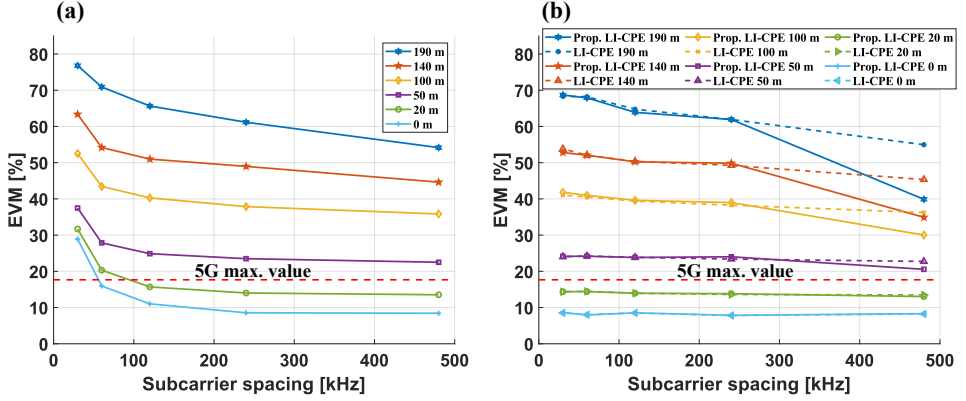 (a)
80
70
60
50
40
30
20
10
0
EVM [%]
190 m
140 m
100 m
50 m
20 m
0 m
5G max. value
0
100
200
300
400
500
Subcarrier spacing [kHz]
(b)
80
70
60
50
40
30
20
10
0
EVM [%]
Prop. LI-CPE 190 m
LI-CPE 190 m
Prop. LI-CPE 140 m
LI-CPE 140 m
Prop. LI-CPE 100 m
LI-CPE 100 m
Prop. LI-CPE 50 m
LI-CPE 50 m
Prop. LI-CPE 20 m
LI-CPE 20 m
Prop. LI-CPE 0 m
LI-CPE 0 m
5G max. value
0
100
200
300
400
500
Subcarrier spacing [kHz]